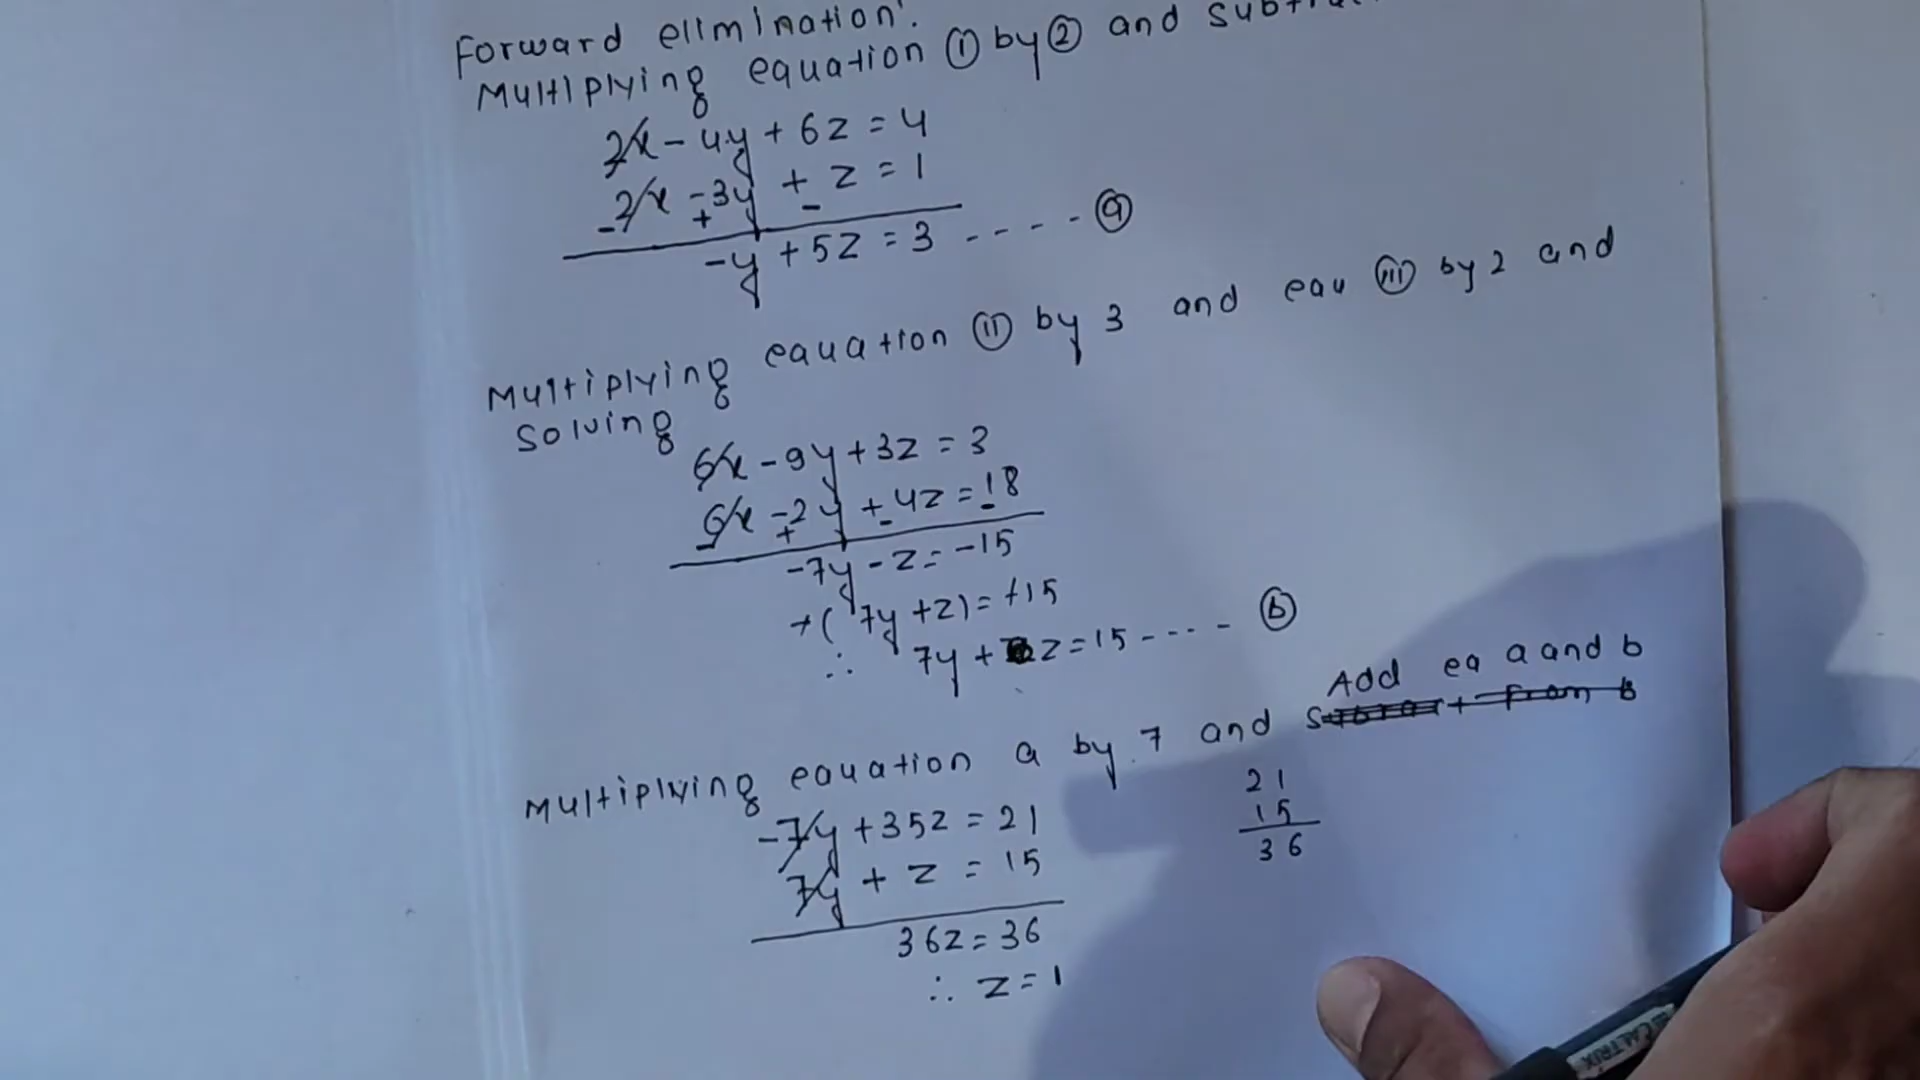 Forward elimination:
Multiplying equation ① by ② and
2x - 4y + 6z = 4
2x - 3y + z = 1
- + -
-y + 5z = 3 - - - - ⓐ
Multiplying equation ⓘⓘ by 3 and equ ⓘⓘⓘ by 2 and
Solving
6x - 9y + 3z = 3
6x - 2y + 4z = 18
- + - -
-7y - z = -15
+( 7y + z) = +15
∴ 7y + z = 15 - - - - ⓑ
Add eq a and b
Multiplying equation a by 7 and Subtract from b
-7y + 35z = 21
7y + z = 15
36z = 36
∴ z = 1
21
15
36